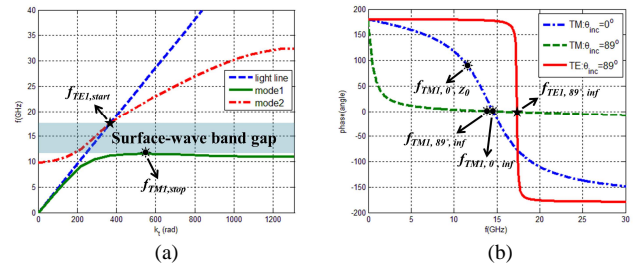 f(GHz)
40
35
30
25
20
15
10
5
0
0 200 400 600 800 1000 1200
k_t (rad)
light line
mode2
mode1
f_TE1,start
Surface-wave band gap
f_TM1,stop
(a)
phase(angle)
200
150
100
50
0
-50
-100
-150
-200
0 5 10 15 20 25 30
f(GHz)
TM:θ_inc=0°
TM:θ_inc=89°
TE:θ_inc=89°
f_TM1, 0°, Z0
f_TE1, 89°, inf
f_TM1, 89°, inf
f_TM1, 0°, inf
(b)